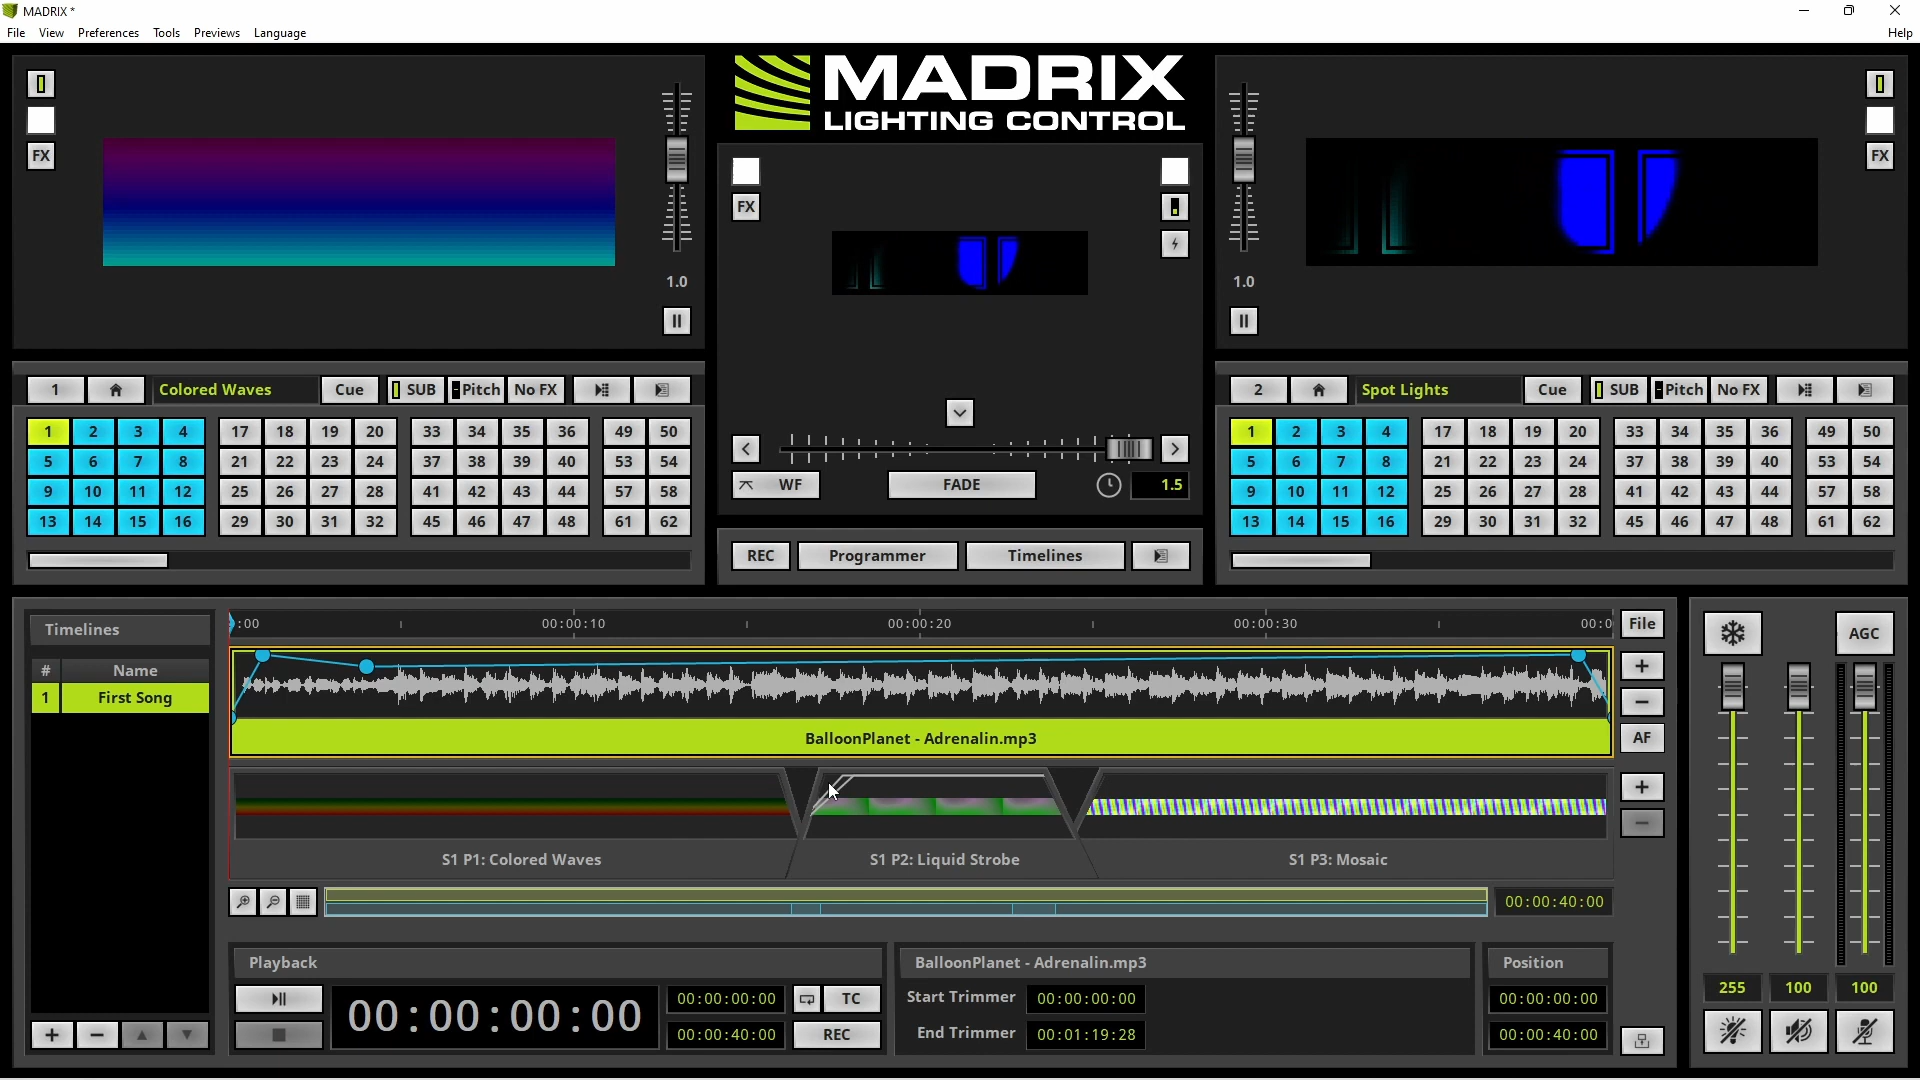 MADRIX *
File View Preferences Tools Previews Language Help
FX
1.0
MADRIX
LIGHTING CONTROL
FX
1.0
FX
1 Colored Waves Cue SUB Pitch No FX
1 2 3 4 17 18 19 20 33 34 35 36 49 50
5 6 7 8 21 22 23 24 37 38 39 40 53 54
9 10 11 12 25 26 27 28 41 42 43 44 57 58
13 14 15 16 29 30 31 32 45 46 47 48 61 62
WF FADE 1.5
REC Programmer Timelines
2 Spot Lights Cue SUB Pitch No FX
1 2 3 4 17 18 19 20 33 34 35 36 49 50
5 6 7 8 21 22 23 24 37 38 39 40 53 54
9 10 11 12 25 26 27 28 41 42 43 44 57 58
13 14 15 16 29 30 31 32 45 46 47 48 61 62
Timelines
# Name
1 First Song
:00 00:00:10 00:00:20 00:00:30 00:0
File
BalloonPlanet - Adrenalin.mp3
AF
S1 P1: Colored Waves S1 P2: Liquid Strobe S1 P3: Mosaic
00:00:40:00
Playback
00:00:00:00
00:00:00:00 TC
00:00:40:00 REC
BalloonPlanet - Adrenalin.mp3
Start Trimmer 00:00:00:00
End Trimmer 00:01:19:28
Position
00:00:00:00
00:00:40:00
AGC
255 100 100